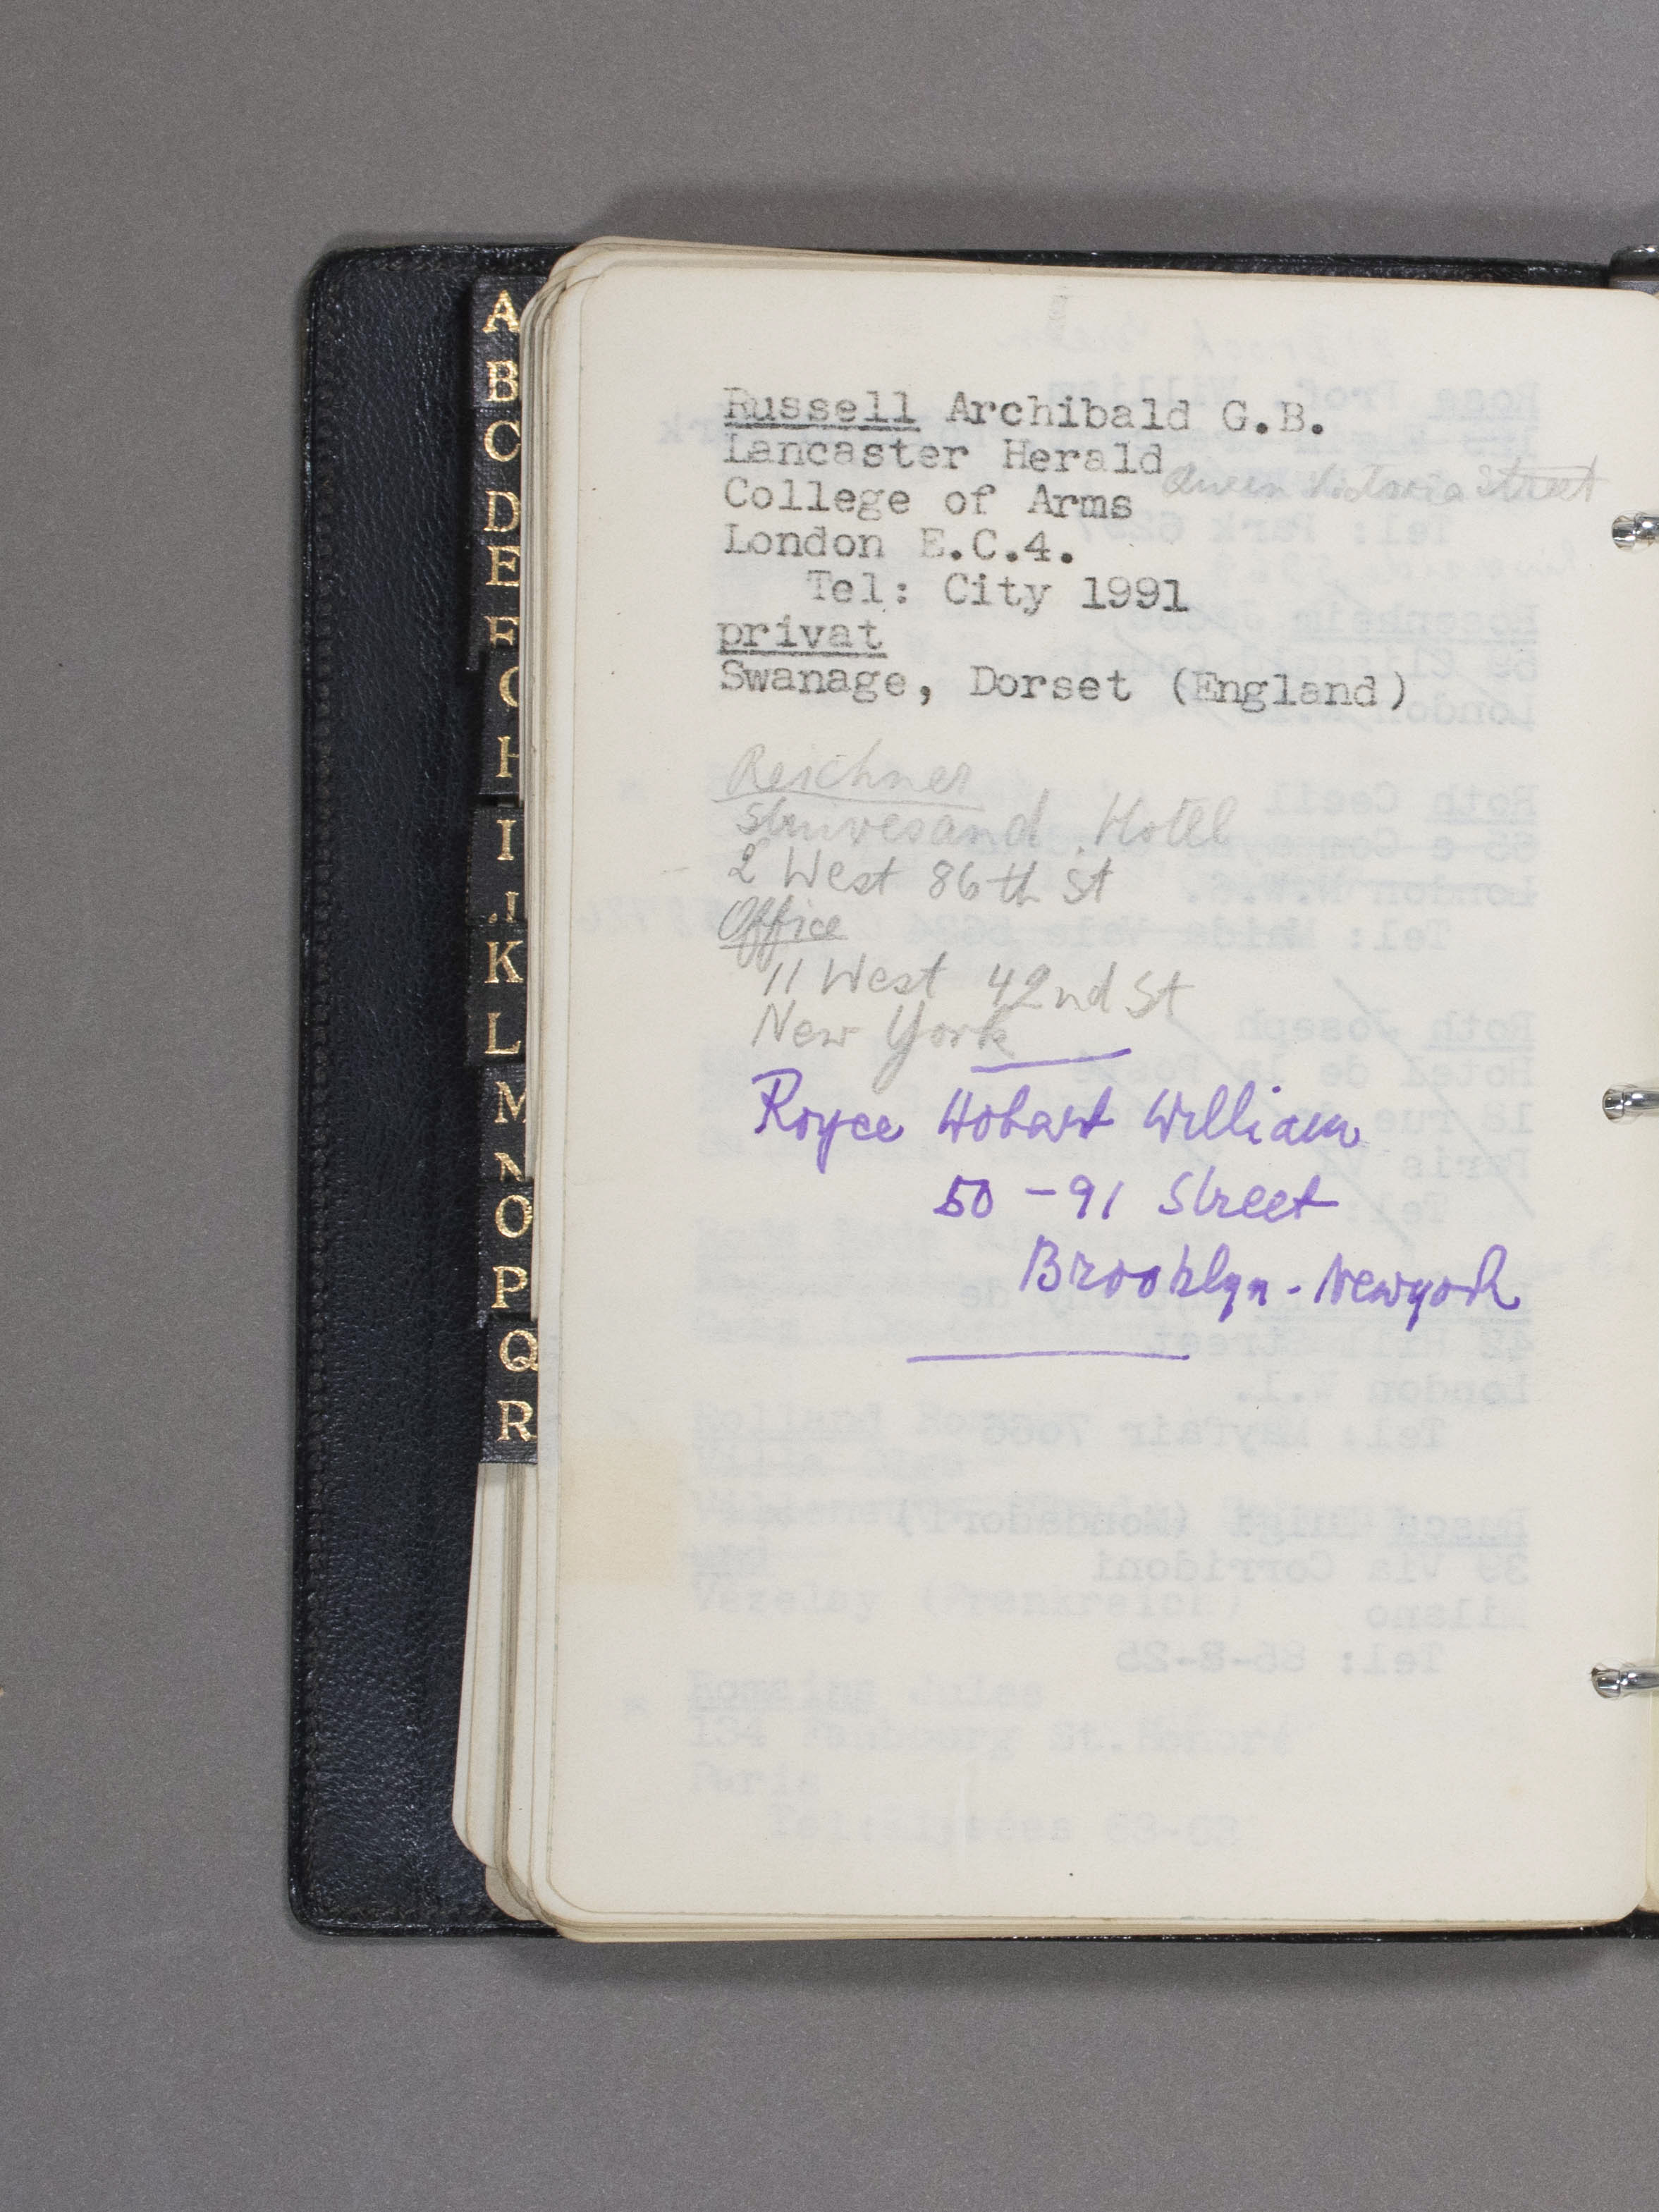 A
B
C
D
E
F
G
H
I
J
K
L
M
N
O
P
Q
R
Russell Archibald G.B.
Lancaster Herald
Queen Victoria Street
College of Arms
London E.C.4.
Tel: City 1991
privat
Swanage, Dorset (England)
Reichner
Stuivesand. Hotel
2 West 86th St
Office
11 West 42nd St
New York
Royce Hobart William
50 - 91 Street
Brooklyn - Newyork